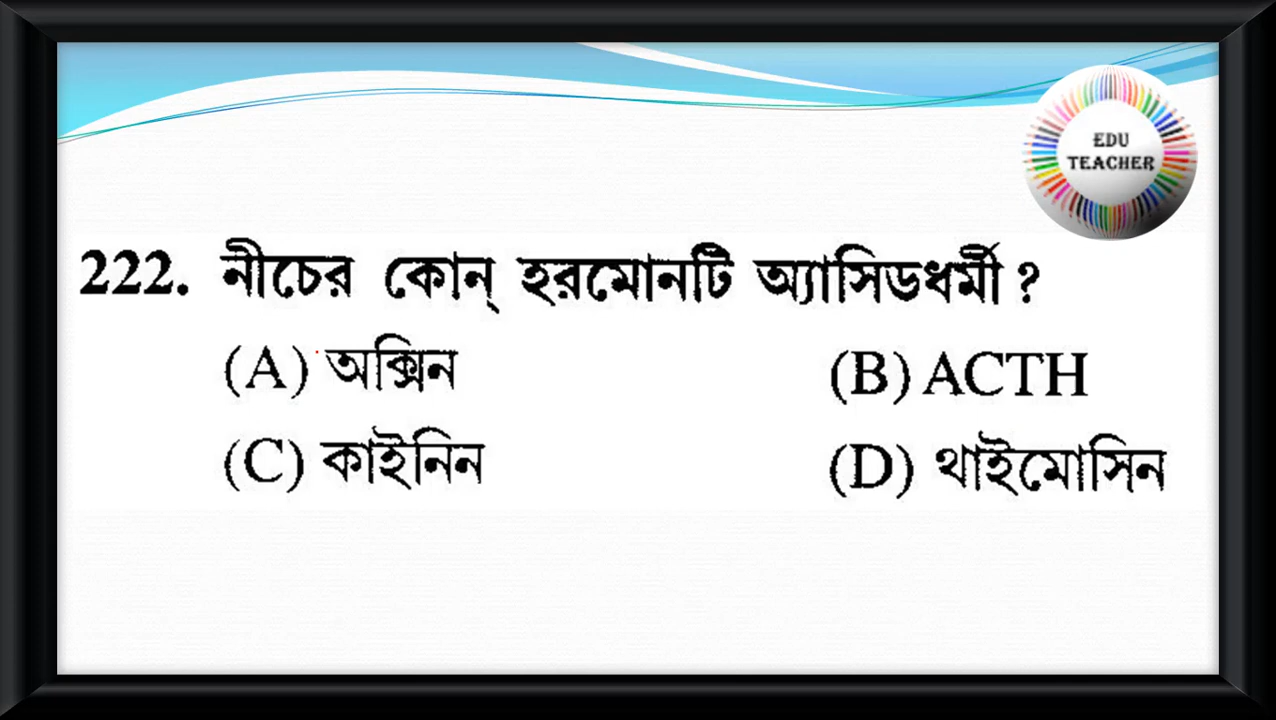 EDU
TEACHER
222. নীচের কোন্ হরমোনটি অ্যাসিডধর্মী ?
(A) অক্সিন (B) ACTH
(C) কাইনিন (D) থাইমোসিন